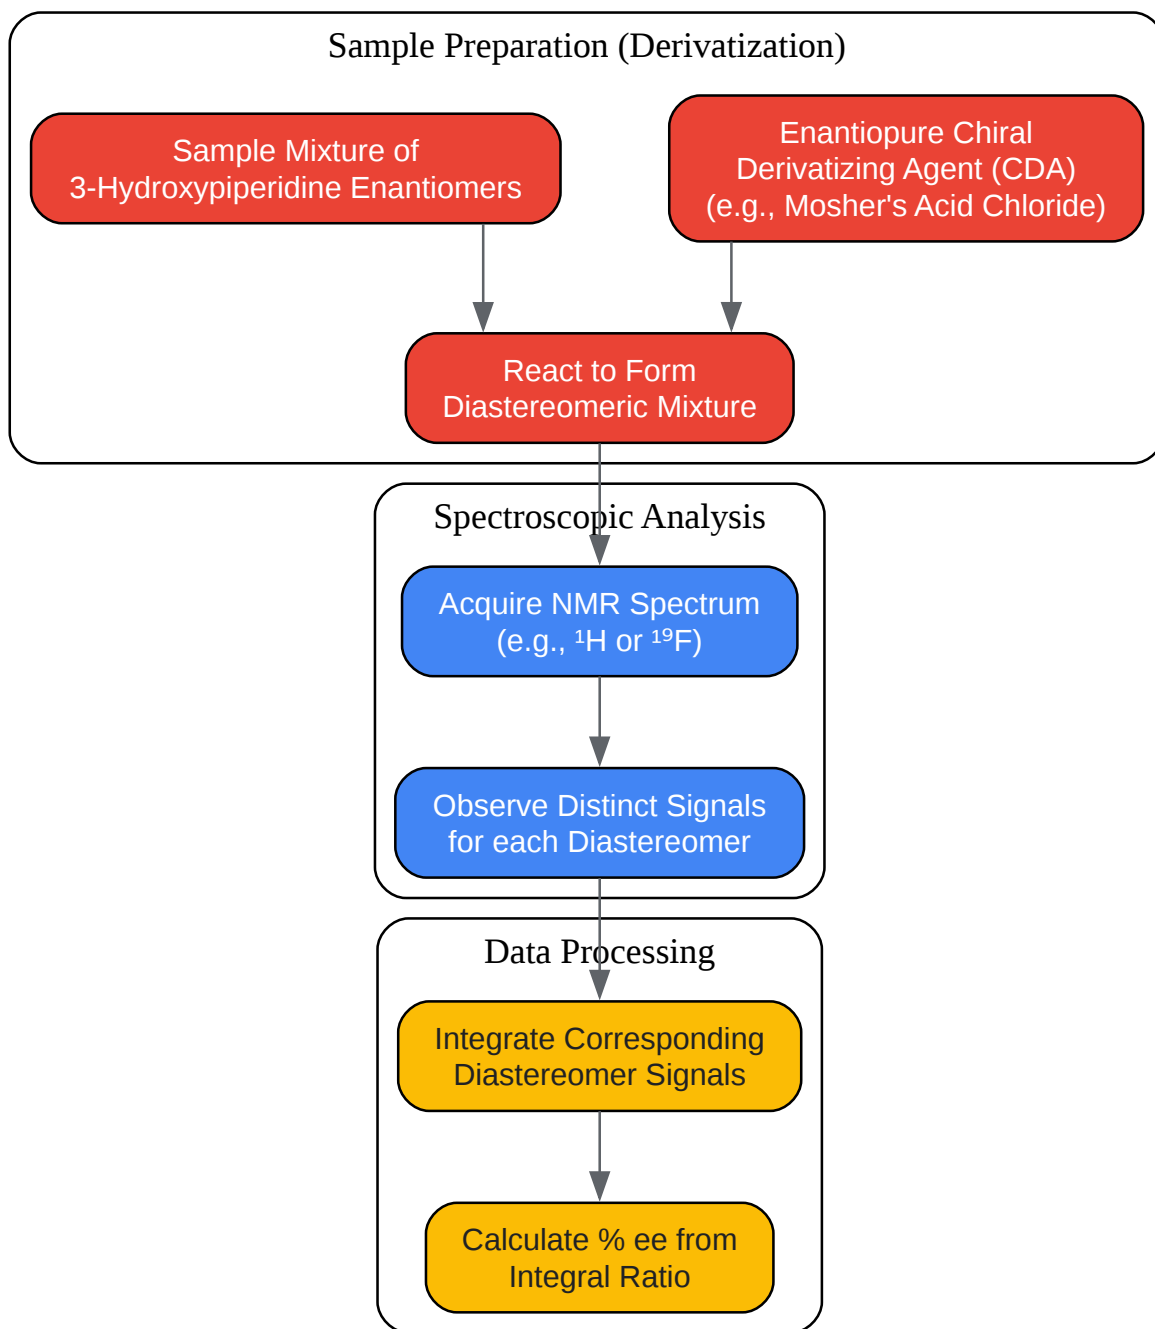 Sample Preparation (Derivatization)
Sample Mixture of
3-Hydroxypiperidine Enantiomers
Enantiopure Chiral
Derivatizing Agent (CDA)
(e.g., Mosher's Acid Chloride)
React to Form
Diastereomeric Mixture
Spectroscopic Analysis
Acquire NMR Spectrum
(e.g., ¹H or ¹⁹F)
Observe Distinct Signals
for each Diastereomer
Data Processing
Integrate Corresponding
Diastereomer Signals
Calculate % ee from
Integral Ratio